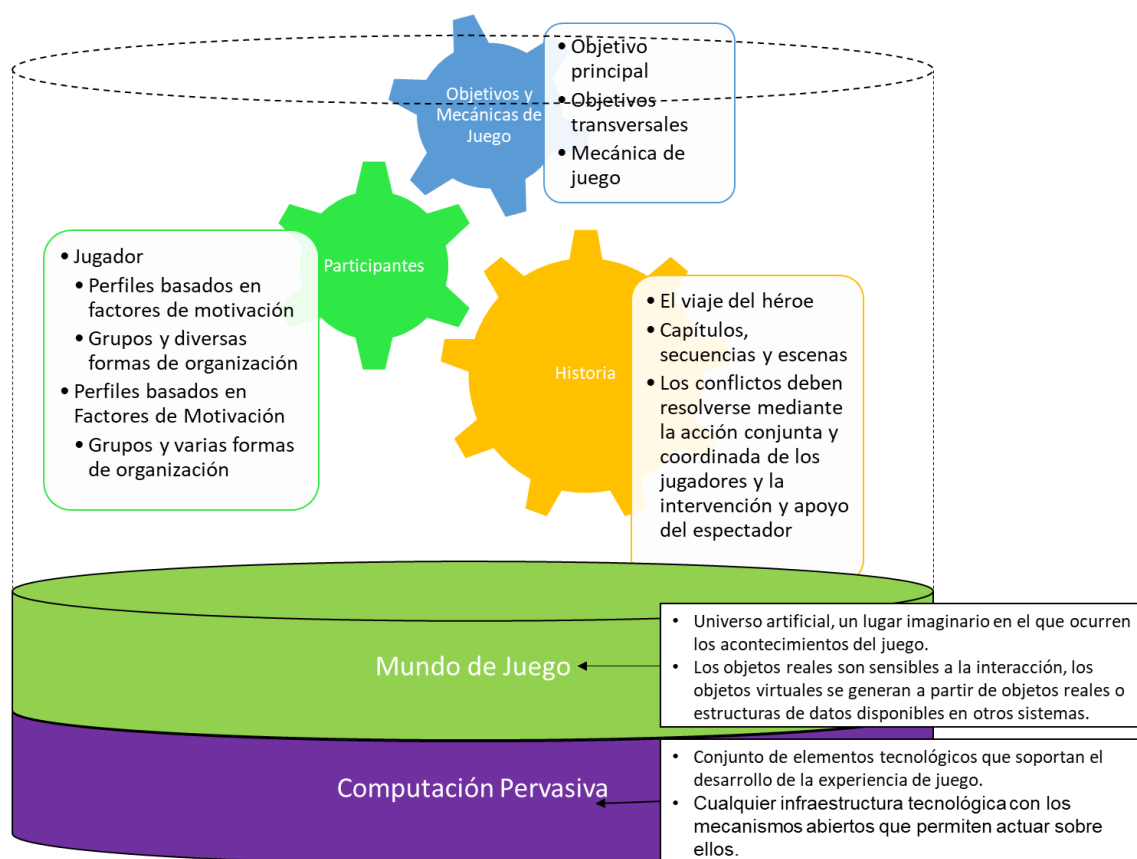 Objetivos y
Mecánicas de
Juego
• Objetivo
principal
• Objetivos
transversales
• Mecánica de
juego
Participantes
• Jugador
• Perfiles basados en
factores de motivación
• Grupos y diversas
formas de organización
• Perfiles basados en
Factores de Motivación
• Grupos y varias formas
de organización
Historia
• El viaje del héroe
• Capítulos,
secuencias y escenas
• Los conflictos deben
resolverse mediante
la acción conjunta y
coordinada de los
jugadores y la
intervención y apoyo
del espectador
Mundo de Juego
• Universo artificial, un lugar imaginario en el que ocurren
los acontecimientos del juego.
• Los objetos reales son sensibles a la interacción, los
objetos virtuales se generan a partir de objetos reales o
estructuras de datos disponibles en otros sistemas.
Computación Pervasiva
• Conjunto de elementos tecnológicos que soportan el
desarrollo de la experiencia de juego.
• Cualquier infraestructura tecnológica con los
mecanismos abiertos que permiten actuar sobre
ellos.